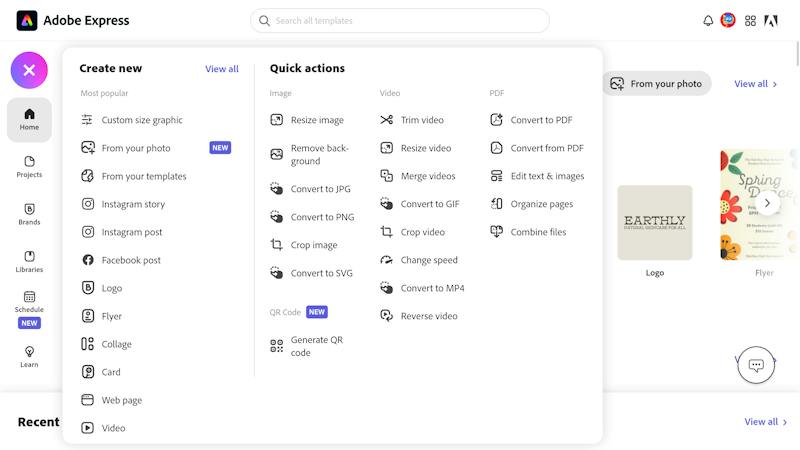 Adobe Express
Search all templates
Home
Projects
Brands
Libraries
Schedule
NEW
Learn
Create new
View all
Most popular
Custom size graphic
From your photo
NEW
From your templates
Instagram story
Instagram post
Facebook post
Logo
Flyer
Collage
Card
Web page
Video
Quick actions
Image
Resize image
Remove back-
ground
Convert to JPG
Convert to PNG
Crop image
Convert to SVG
QR Code NEW
Generate QR
code
Video
Trim video
Resize video
Merge videos
Convert to GIF
Crop video
Change speed
Convert to MP4
Reverse video
PDF
Convert to PDF
Convert from PDF
Edit text & images
Organize pages
Combine files
From your photo
View all
EARTHLY
NATURAL SKINCARE FOR ALL
Logo
Spring
Dance
Flyer
Recent
View all